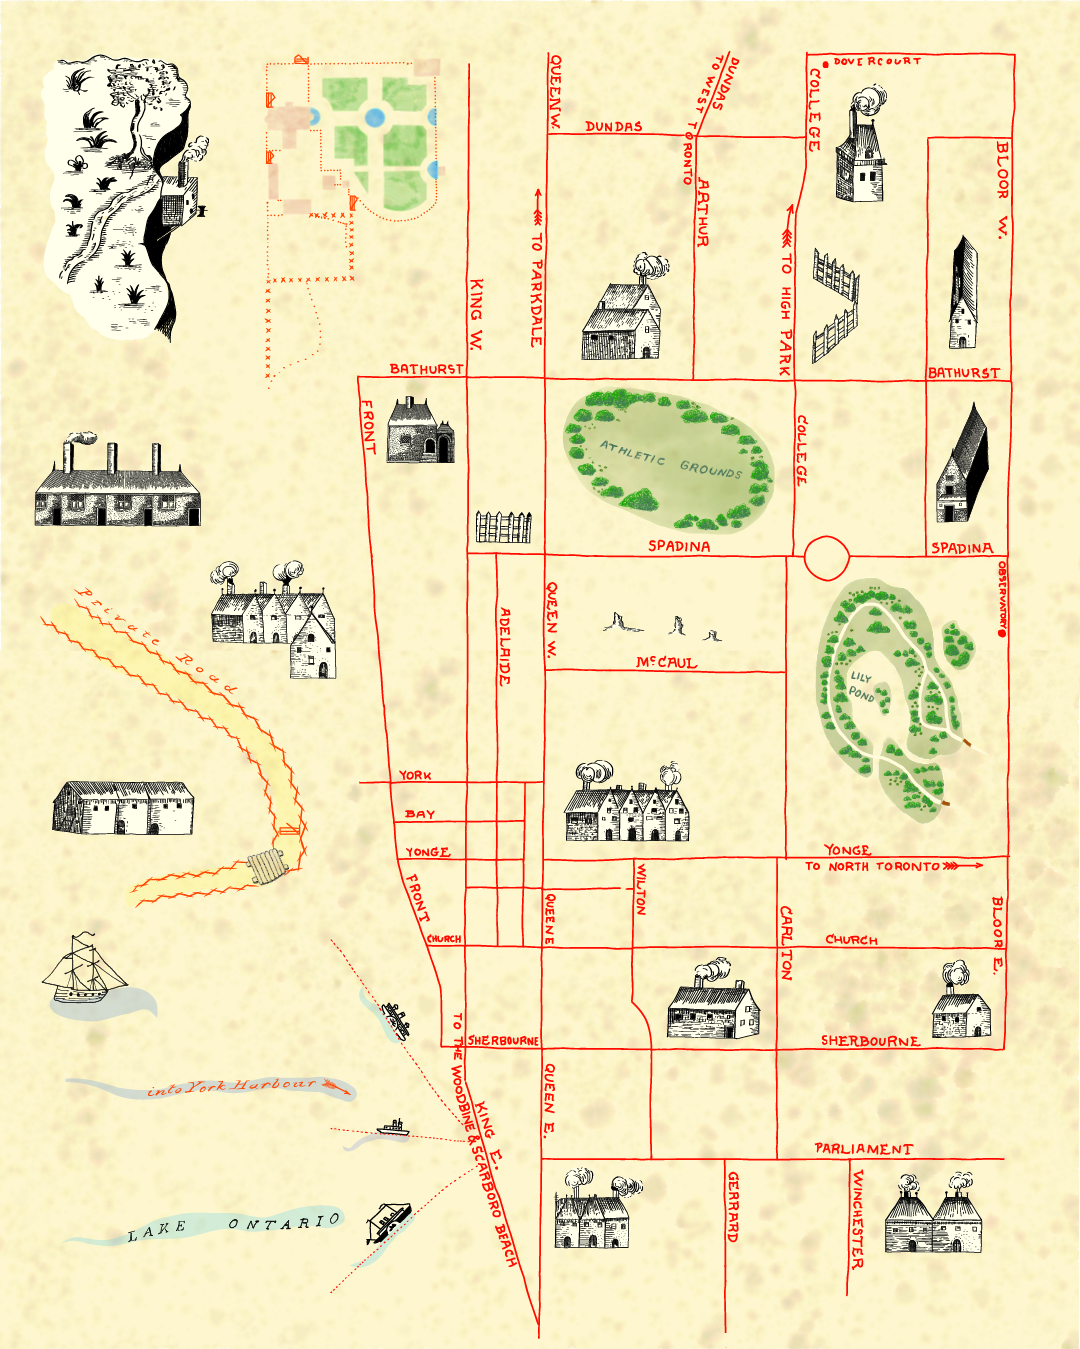 QUEEN W.
DUNDAS
DUNDAS
TO WEST TORONTO
ARTHUR
COLLEGE
DOVERCOURT
BLOOR W.
KING W.
TO PARKDALE
TO HIGH PARK
BATHURST
BATHURST
FRONT
ATHLETIC GROUNDS
COLLEGE
SPADINA
SPADINA
OBSERVATORY
Private Road
ADELAIDE
QUEEN W.
McCAUL
LILY
POND
YORK
BAY
YONGE
YONGE
TO NORTH TORONTO
FRONT
WILTON
QUEEN E
CARLTON
BLOOR E.
CHURCH
CHURCH
SHERBOURNE
SHERBOURNE
TO THE WOODBINE & SCARBORO BEACH
into York Harbour
KING E.
QUEEN E.
PARLIAMENT
LAKE ONTARIO
GERRARD
WINCHESTER